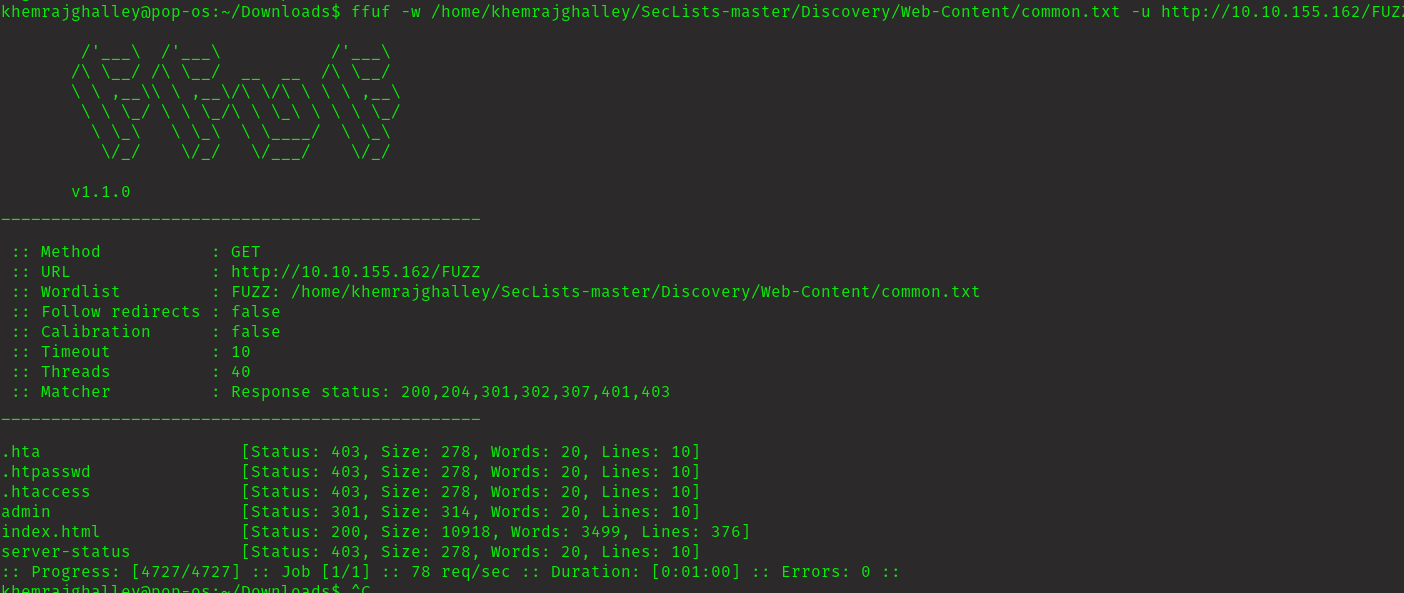 khemrajghalley@pop-os:~/Downloads$ ffuf -w /home/khemrajghalley/SecLists-master/Discovery/Web-Content/common.txt -u http://10.10.155.162/FUZZ

        /'___\  /'___\           /'___\
       /\ \__/ /\ \__/  __  __  /\ \__/
       \ \ ,__\\ \ ,__\/\ \/\ \ \ \ ,__\
        \ \ \_/ \ \ \_/\ \ \_\ \ \ \ \_/
         \ \_\   \ \_\  \ \____/  \ \_\
          \/_/    \/_/   \/___/    \/_/

       v1.1.0
________________________________________________

 :: Method           : GET
 :: URL              : http://10.10.155.162/FUZZ
 :: Wordlist         : FUZZ: /home/khemrajghalley/SecLists-master/Discovery/Web-Content/common.txt
 :: Follow redirects : false
 :: Calibration      : false
 :: Timeout          : 10
 :: Threads          : 40
 :: Matcher          : Response status: 200,204,301,302,307,401,403
________________________________________________

.hta                    [Status: 403, Size: 278, Words: 20, Lines: 10]
.htpasswd               [Status: 403, Size: 278, Words: 20, Lines: 10]
.htaccess               [Status: 403, Size: 278, Words: 20, Lines: 10]
admin                   [Status: 301, Size: 314, Words: 20, Lines: 10]
index.html              [Status: 200, Size: 10918, Words: 3499, Lines: 376]
server-status           [Status: 403, Size: 278, Words: 20, Lines: 10]
:: Progress: [4727/4727] :: Job [1/1] :: 78 req/sec :: Duration: [0:01:00] :: Errors: 0 ::
khemrajghalley@pop-os:~/Downloads$ ^C